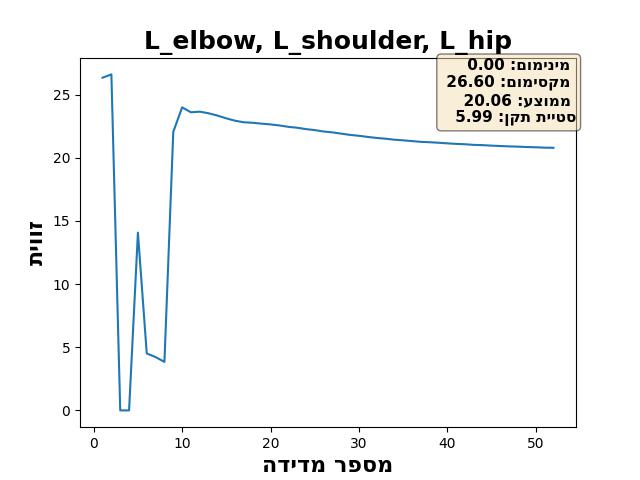 L_elbow, L_shoulder, L_hip
מינימום: 0.00
מקסימום: 26.60
ממוצע: 20.06
סטיית תקן: 5.99
25
20
15
10
5
0
זווית
0 10 20 30 40 50
מספר מדידה